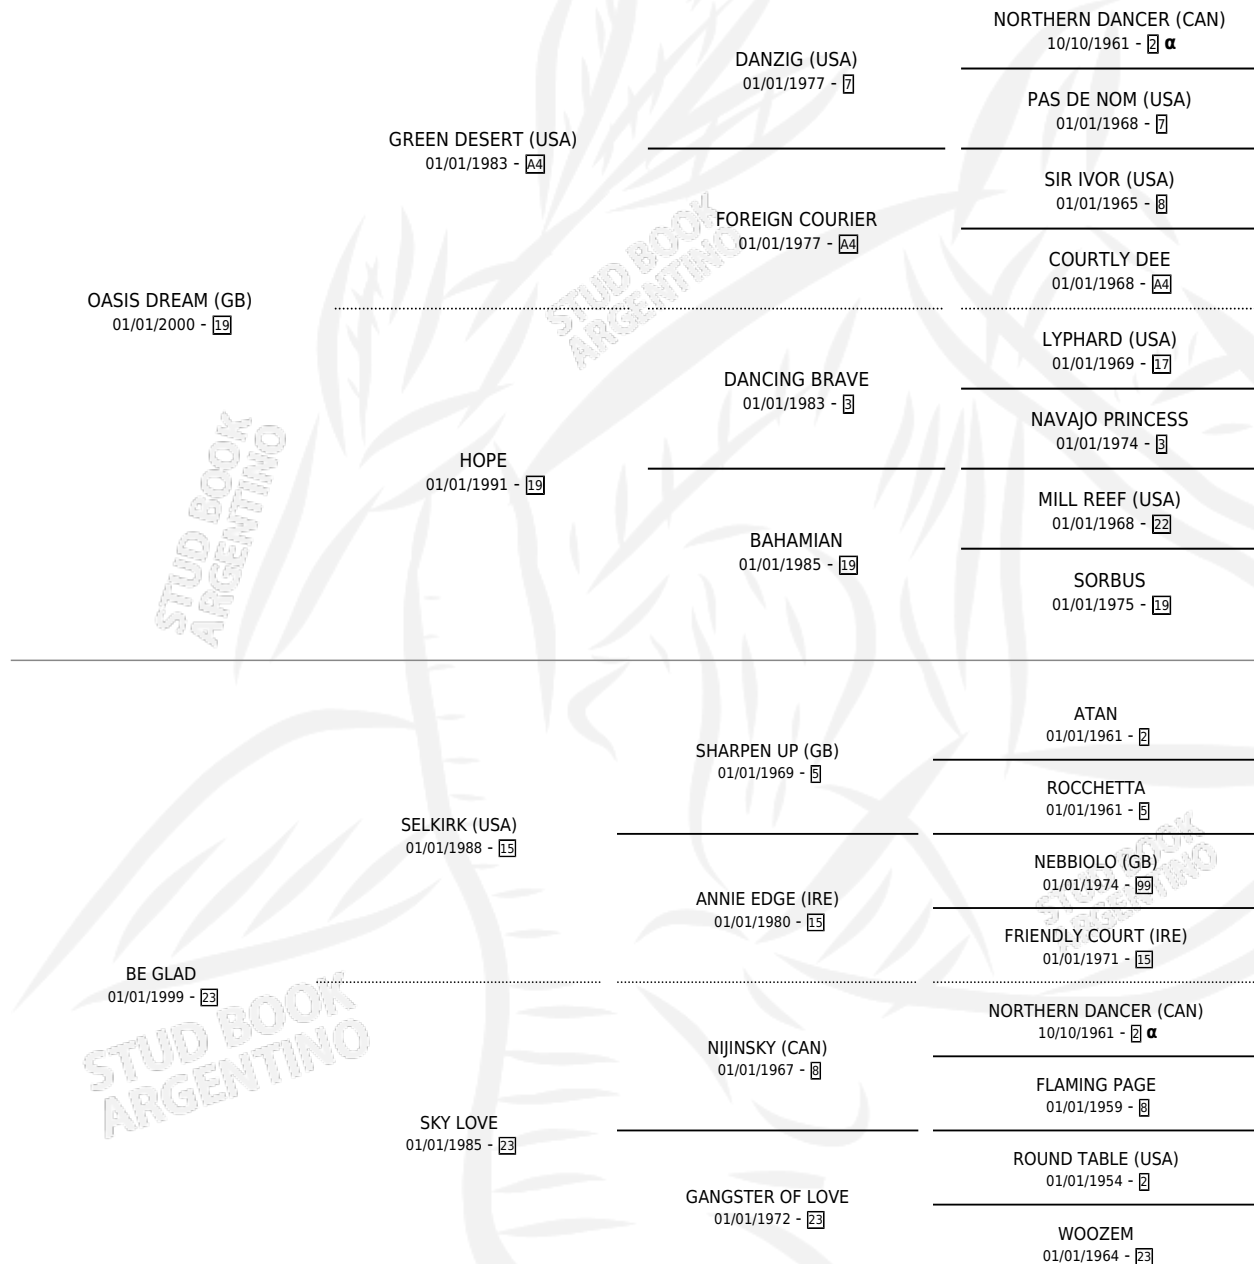 NORTHERN DANCER (CAN)
10/10/1961 - 2 α
DANZIG (USA)
01/01/1977 - 7
PAS DE NOM (USA)
01/01/1968 - 7
GREEN DESERT (USA)
01/01/1983 - A4
SIR IVOR (USA)
01/01/1965 - 8
FOREIGN COURIER
01/01/1977 - A4
COURTLY DEE
01/01/1968 - A4
OASIS DREAM (GB)
01/01/2000 - 19
LYPHARD (USA)
01/01/1969 - 17
DANCING BRAVE
01/01/1983 - 3
NAVAJO PRINCESS
01/01/1974 - 3
HOPE
01/01/1991 - 19
MILL REEF (USA)
01/01/1968 - 22
BAHAMIAN
01/01/1985 - 19
SORBUS
01/01/1975 - 19
ATAN
01/01/1961 - 2
SHARPEN UP (GB)
01/01/1969 - 5
ROCCHETTA
01/01/1961 - 5
SELKIRK (USA)
01/01/1988 - 15
NEBBIOLO (GB)
01/01/1974 - 99
ANNIE EDGE (IRE)
01/01/1980 - 15
FRIENDLY COURT (IRE)
01/01/1971 - 15
BE GLAD
01/01/1999 - 23
NORTHERN DANCER (CAN)
10/10/1961 - 2 α
NIJINSKY (CAN)
01/01/1967 - 8
FLAMING PAGE
01/01/1959 - 8
SKY LOVE
01/01/1985 - 23
ROUND TABLE (USA)
01/01/1954 - 2
GANGSTER OF LOVE
01/01/1972 - 23
WOOZEM
01/01/1964 - 23
STUD BOOK
ARGENTINO
STUD BOOK
ARGENTINO
STUD BOOK
ARGENTINO
STUD BOOK
ARGENTINO